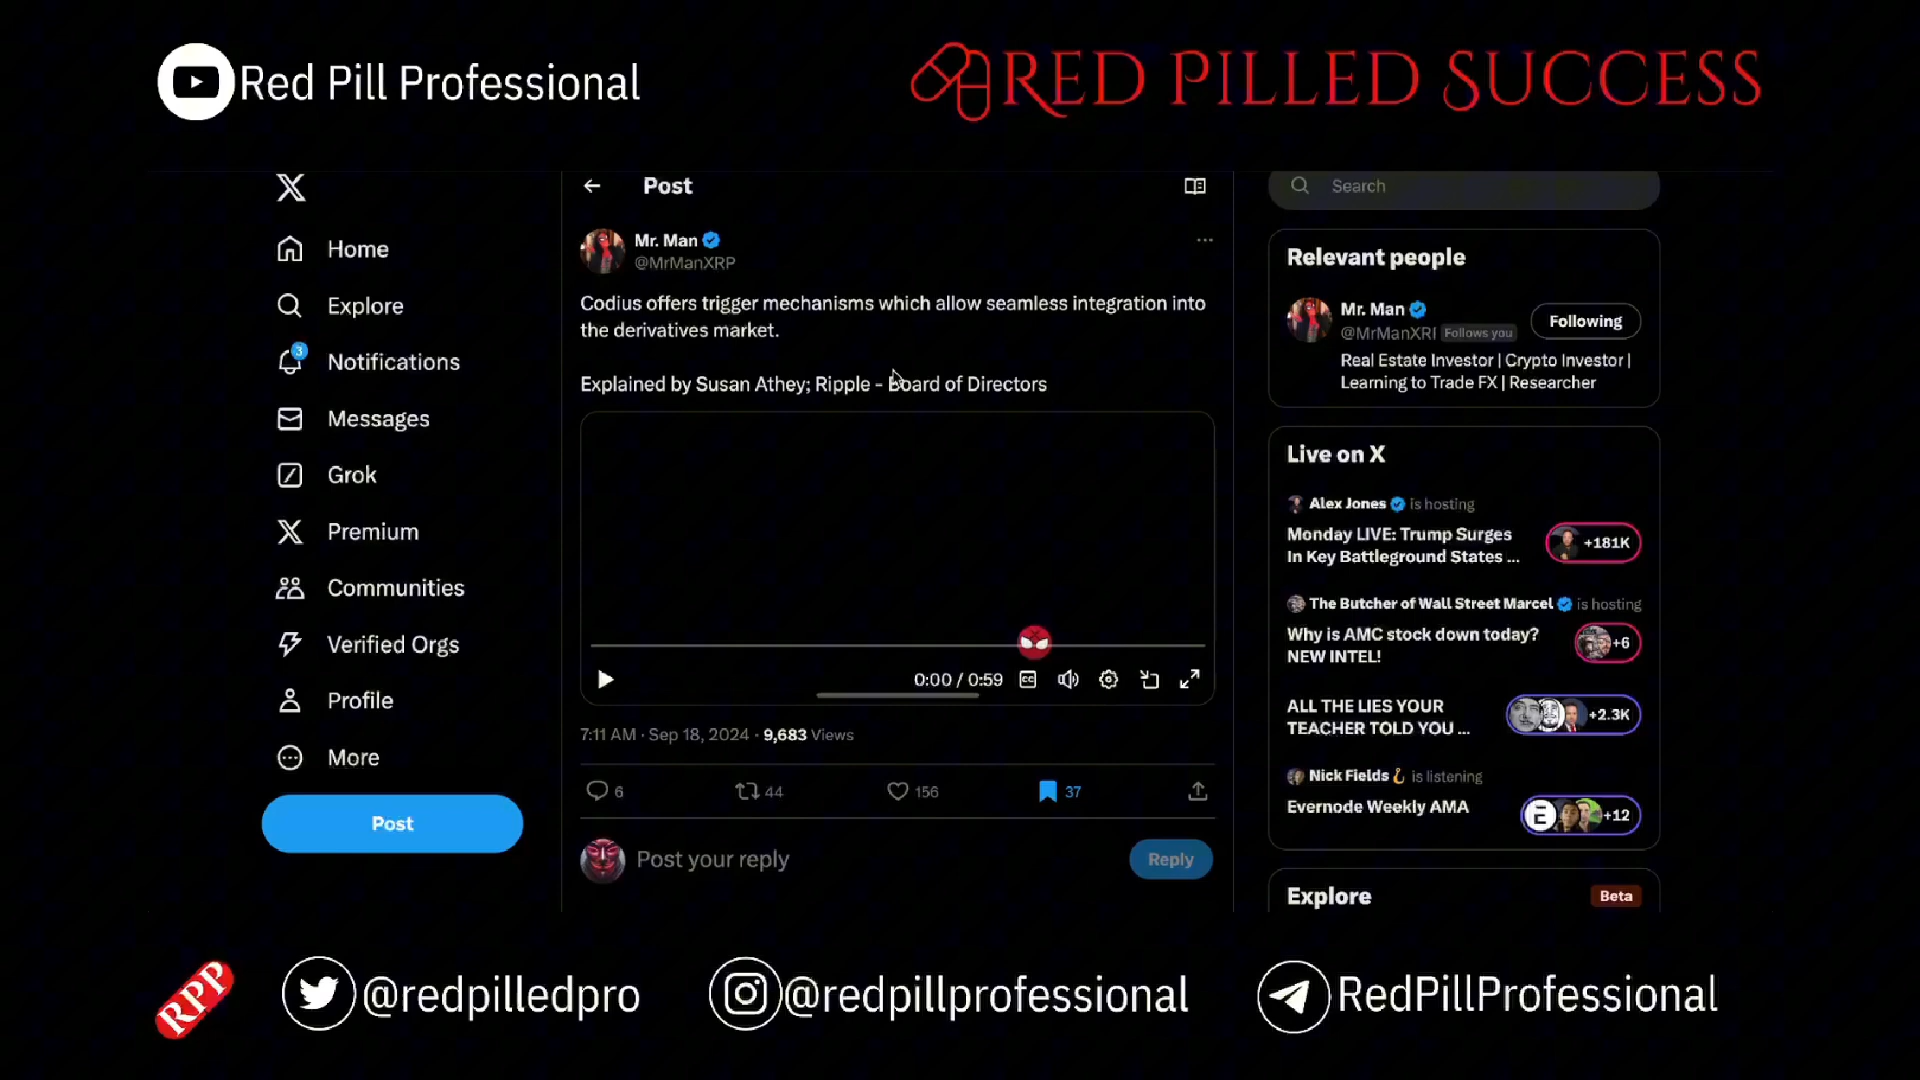 Red Pill Professional
RED PILLED SUCCESS
Home
Explore
Notifications
3
Messages
Grok
Premium
Communities
Verified Orgs
Profile
More
Post
Post
Mr. Man
@MrManXRP
Codius offers trigger mechanisms which allow seamless integration into
the derivatives market.
Explained by Susan Athey; Ripple - Board of Directors
0:00 / 0:59
7:11 AM · Sep 18, 2024 · 9,683 Views
6 44 156 37
Post your reply
Reply
Search
Relevant people
Mr. Man
Following
@MrManXRI Follows you
Real Estate Investor | Crypto Investor |
Learning to Trade FX | Researcher
Live on X
Alex Jones is hosting
Monday LIVE: Trump Surges
In Key Battleground States ...
+181K
The Butcher of Wall Street Marcel is hosting
Why is AMC stock down today?
NEW INTEL!
+6
ALL THE LIES YOUR
TEACHER TOLD YOU ...
+2.3K
Nick Fields is listening
Evernode Weekly AMA
+12
Explore
Beta
RPP
@redpilledpro
@redpillprofessional
RedPillProfessional